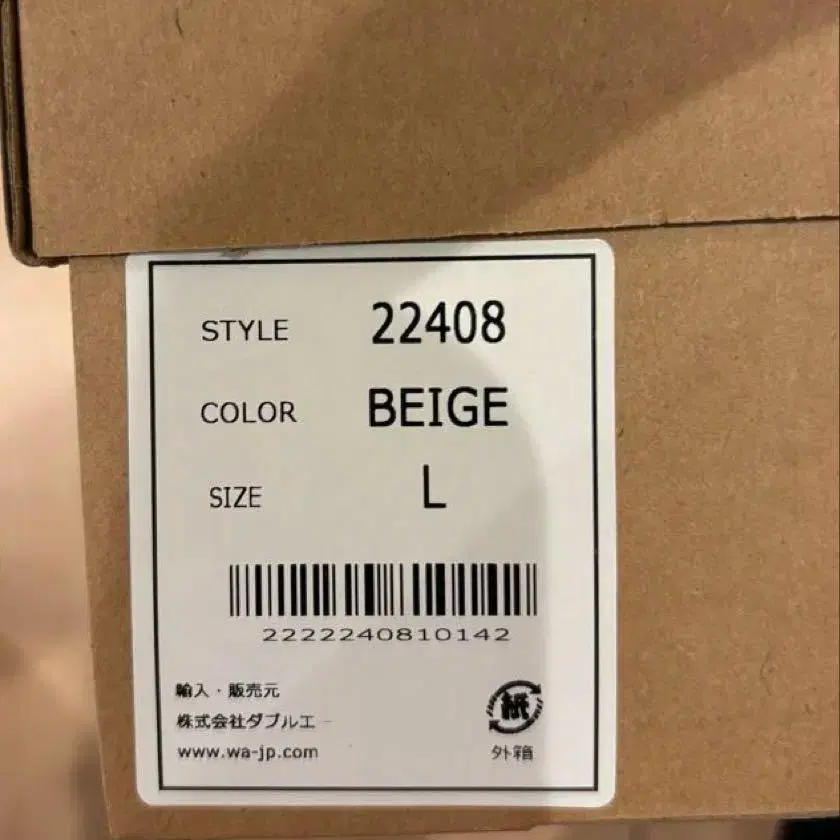 STYLE 22408
COLOR BEIGE
SIZE L
2222240810142
輸入・販売元
株式会社ダブルエー
www.wa-jp.com
紙
外箱